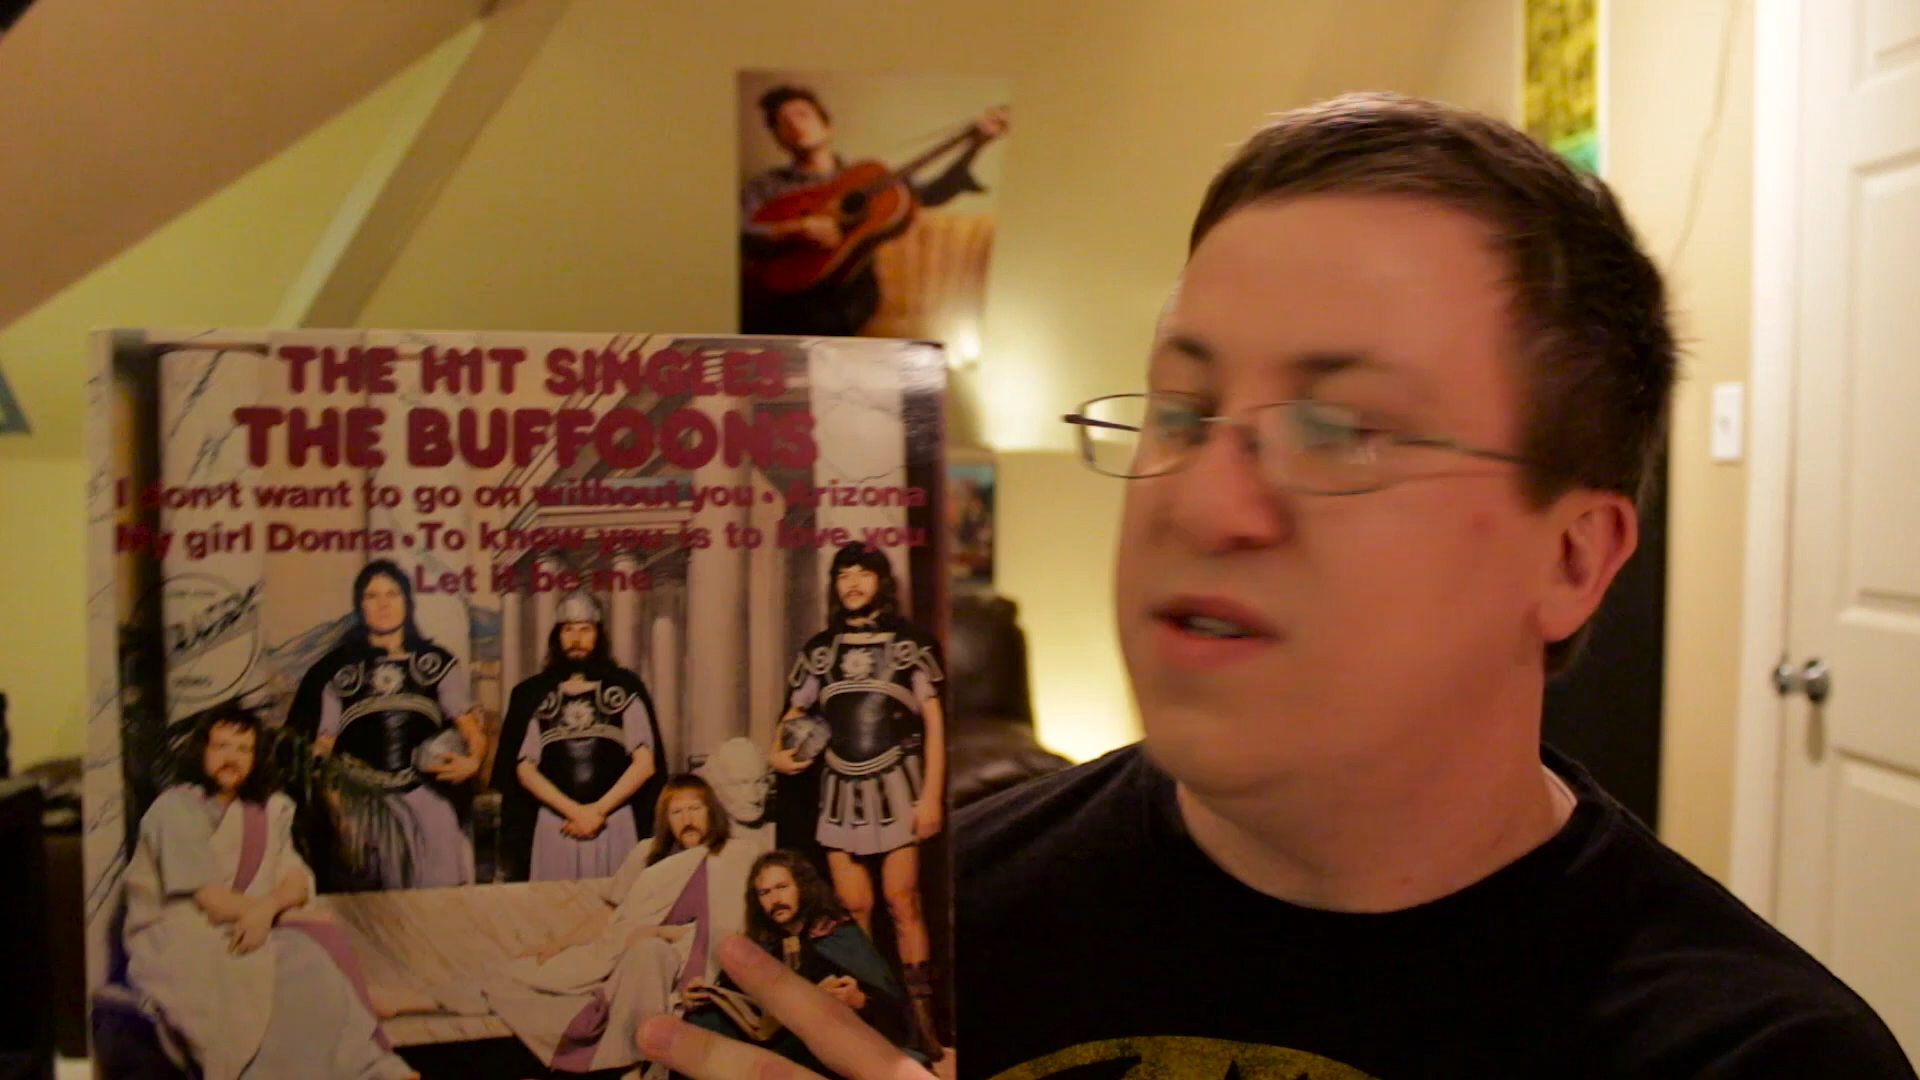 THE HIT SINGLES
THE BUFFOONS
I don't want to go on without you • Arizona
My girl Donna • To know you is to love you
Let it be me